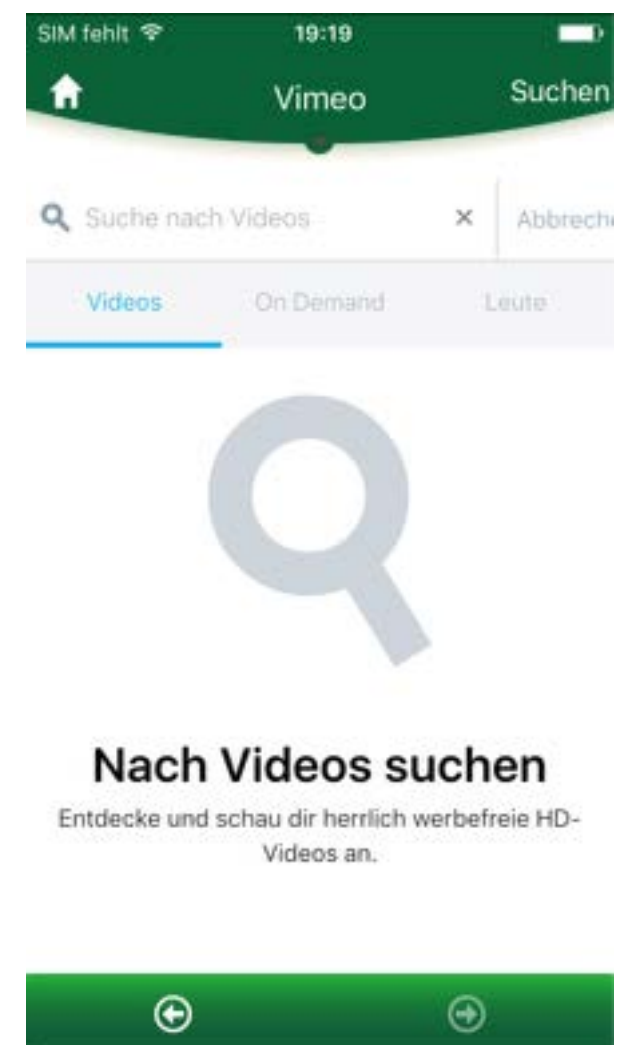 SIM fehlt 19:19
Vimeo Suchen
Suche nach Videos × Abbreche
Videos On Demand Leute
Nach Videos suchen
Entdecke und schau dir herrlich werbefreie HD-
Videos an.